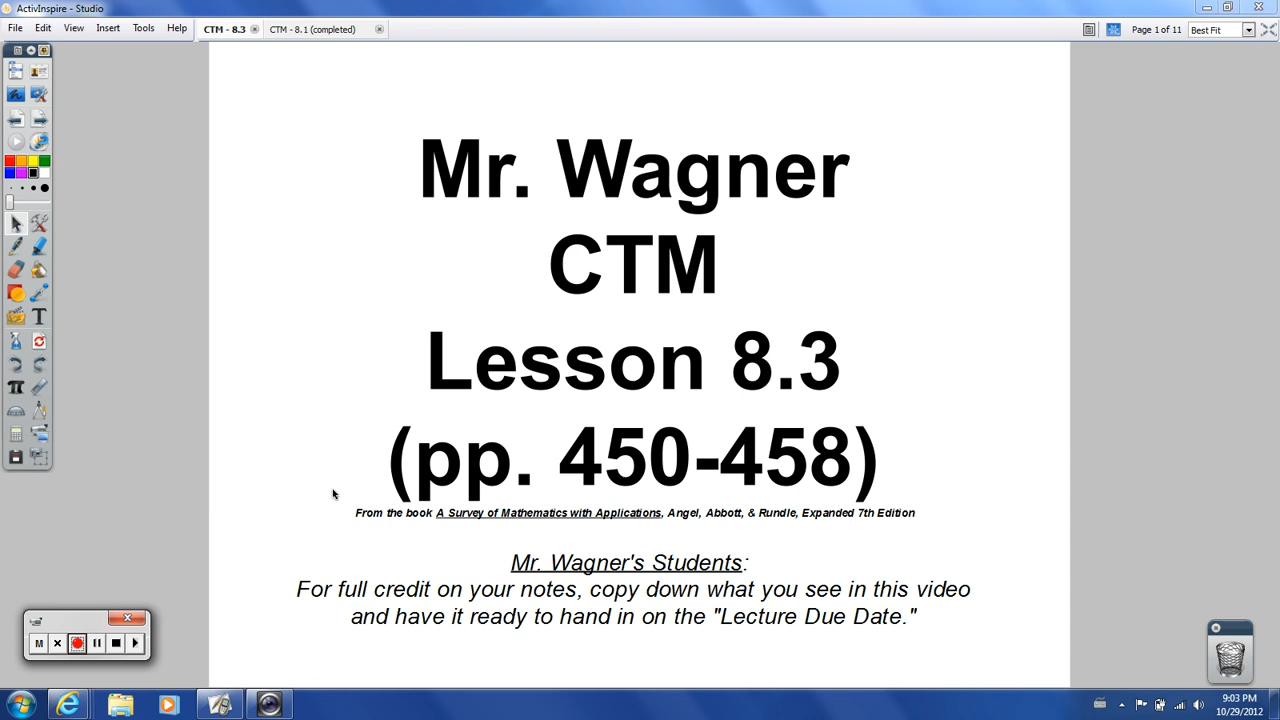 ActivInspire - Studio
File Edit View Insert Tools Help
CTM - 8.3
CTM - 8.1 (completed)
Page 1 of 11
Best Fit
Mr. Wagner
CTM
Lesson 8.3
(pp. 450-458)
From the book A Survey of Mathematics with Applications, Angel, Abbott, & Rundle, Expanded 7th Edition
Mr. Wagner's Students:
For full credit on your notes, copy down what you see in this video
and have it ready to hand in on the "Lecture Due Date."
M
9:03 PM
10/29/2012